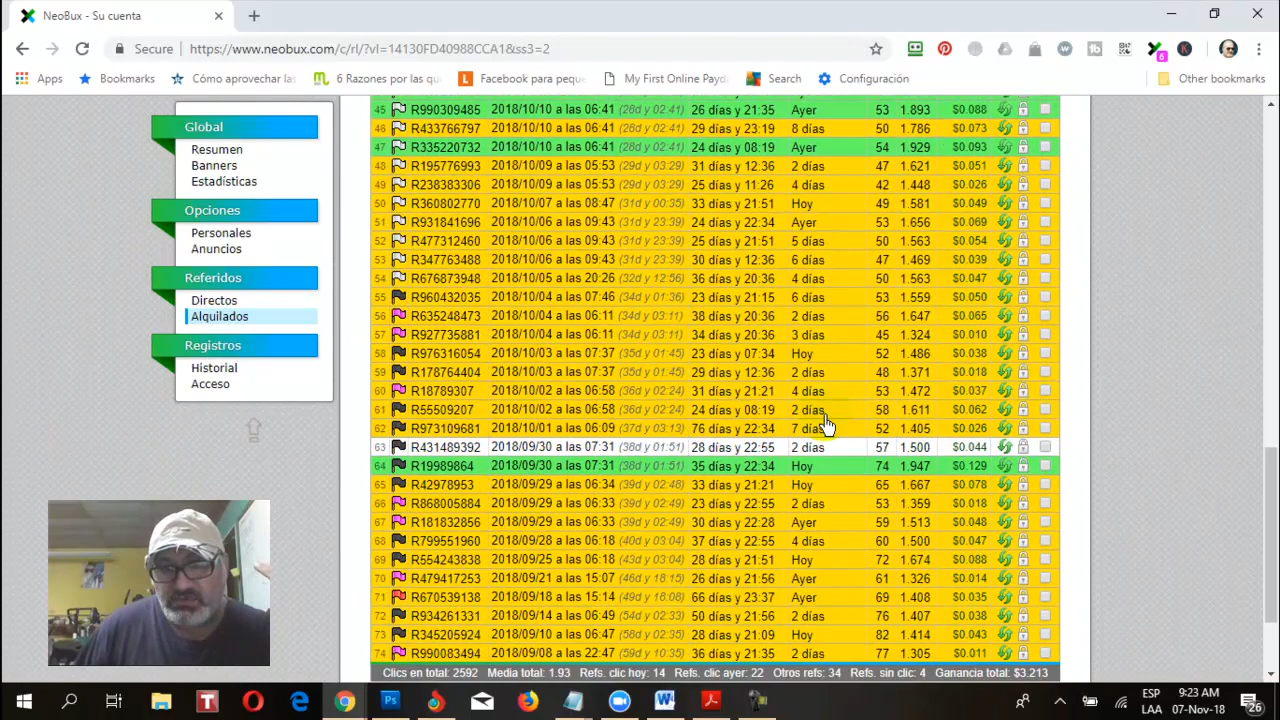 NeoBux - Su cuenta
Secure https://www.neobux.com/c/rl/?vl=14130FD40988CCA1&ss3=2
Apps Bookmarks Cómo aprovechar las 6 Razones por las qu Facebook para peque My First Online Payd Search Configuración Other bookmarks
Global
Resumen
Banners
Estadísticas
Opciones
Personales
Anuncios
Referidos
Directos
Alquilados
Registros
Historial
Acceso
45 R990309485 2018/10/10 a las 06:41 (28d y 02:41) 26 días y 21:35 Ayer 53 1.893 $0.088
46 R433766797 2018/10/10 a las 06:41 (28d y 02:41) 29 días y 23:19 8 días 50 1.786 $0.073
47 R335220732 2018/10/10 a las 06:41 (28d y 02:41) 24 días y 08:19 Ayer 54 1.929 $0.093
48 R195776993 2018/10/09 a las 05:53 (29d y 03:29) 31 días y 12:36 2 días 47 1.621 $0.051
49 R238383306 2018/10/09 a las 05:53 (29d y 03:29) 25 días y 11:26 4 días 42 1.448 $0.026
50 R360802770 2018/10/07 a las 08:47 (31d y 00:35) 33 días y 21:51 Hoy 49 1.581 $0.049
51 R931841696 2018/10/06 a las 09:43 (31d y 23:39) 24 días y 22:34 Ayer 53 1.656 $0.069
52 R477312460 2018/10/06 a las 09:43 (31d y 23:39) 25 días y 21:51 5 días 50 1.563 $0.054
53 R347763488 2018/10/06 a las 09:43 (31d y 23:39) 30 días y 12:36 6 días 47 1.469 $0.039
54 R676873948 2018/10/05 a las 20:26 (32d y 12:56) 36 días y 20:36 4 días 50 1.563 $0.047
55 R960432035 2018/10/04 a las 07:46 (34d y 01:36) 23 días y 21:15 6 días 53 1.559 $0.050
56 R635248473 2018/10/04 a las 06:11 (34d y 03:11) 38 días y 20:36 2 días 56 1.647 $0.065
57 R927735881 2018/10/04 a las 06:11 (34d y 03:11) 34 días y 20:36 3 días 45 1.324 $0.010
58 R976316054 2018/10/03 a las 07:37 (35d y 01:45) 23 días y 07:34 Hoy 52 1.486 $0.038
59 R178764404 2018/10/03 a las 07:37 (35d y 01:45) 29 días y 12:36 2 días 48 1.371 $0.018
60 R18789307 2018/10/02 a las 06:58 (36d y 02:24) 31 días y 21:21 4 días 53 1.472 $0.037
61 R55509207 2018/10/02 a las 06:58 (36d y 02:24) 24 días y 08:19 2 días 58 1.611 $0.062
62 R973109681 2018/10/01 a las 06:09 (37d y 03:13) 76 días y 22:34 7 días 52 1.405 $0.026
63 R431489392 2018/09/30 a las 07:31 (38d y 01:51) 28 días y 22:55 2 días 57 1.500 $0.044
64 R19989864 2018/09/30 a las 07:31 (38d y 01:51) 35 días y 22:34 Hoy 74 1.947 $0.129
65 R42978953 2018/09/29 a las 06:34 (39d y 02:48) 33 días y 21:21 Hoy 65 1.667 $0.078
66 R868005884 2018/09/29 a las 06:33 (39d y 02:49) 23 días y 22:55 2 días 53 1.359 $0.018
67 R181832856 2018/09/29 a las 06:33 (39d y 02:49) 30 días y 22:28 Ayer 59 1.513 $0.048
68 R799551960 2018/09/28 a las 06:18 (40d y 03:04) 37 días y 22:55 4 días 60 1.500 $0.047
69 R554243838 2018/09/25 a las 06:18 (43d y 03:04) 28 días y 21:51 Hoy 72 1.674 $0.088
70 R479417253 2018/09/21 a las 15:07 (46d y 18:15) 26 días y 21:56 Ayer 61 1.326 $0.014
71 R670539138 2018/09/18 a las 15:14 (49d y 18:08) 66 días y 23:37 Ayer 69 1.408 $0.035
72 R934261331 2018/09/14 a las 06:49 (54d y 02:33) 50 días y 21:56 2 días 76 1.407 $0.038
73 R345205924 2018/09/10 a las 06:47 (58d y 02:35) 28 días y 21:09 Hoy 82 1.414 $0.043
74 R990083494 2018/09/08 a las 22:47 (59d y 10:35) 36 días y 21:35 2 días 77 1.305 $0.011
Clics en total: 2592 Media total: 1.93 Refs. clic hoy: 14 Refs. clic ayer: 22 Otros refs: 34 Refs. sin clic: 4 Ganancia total: $3.213
ESP 9:23 AM
LAA 07-Nov-18 26